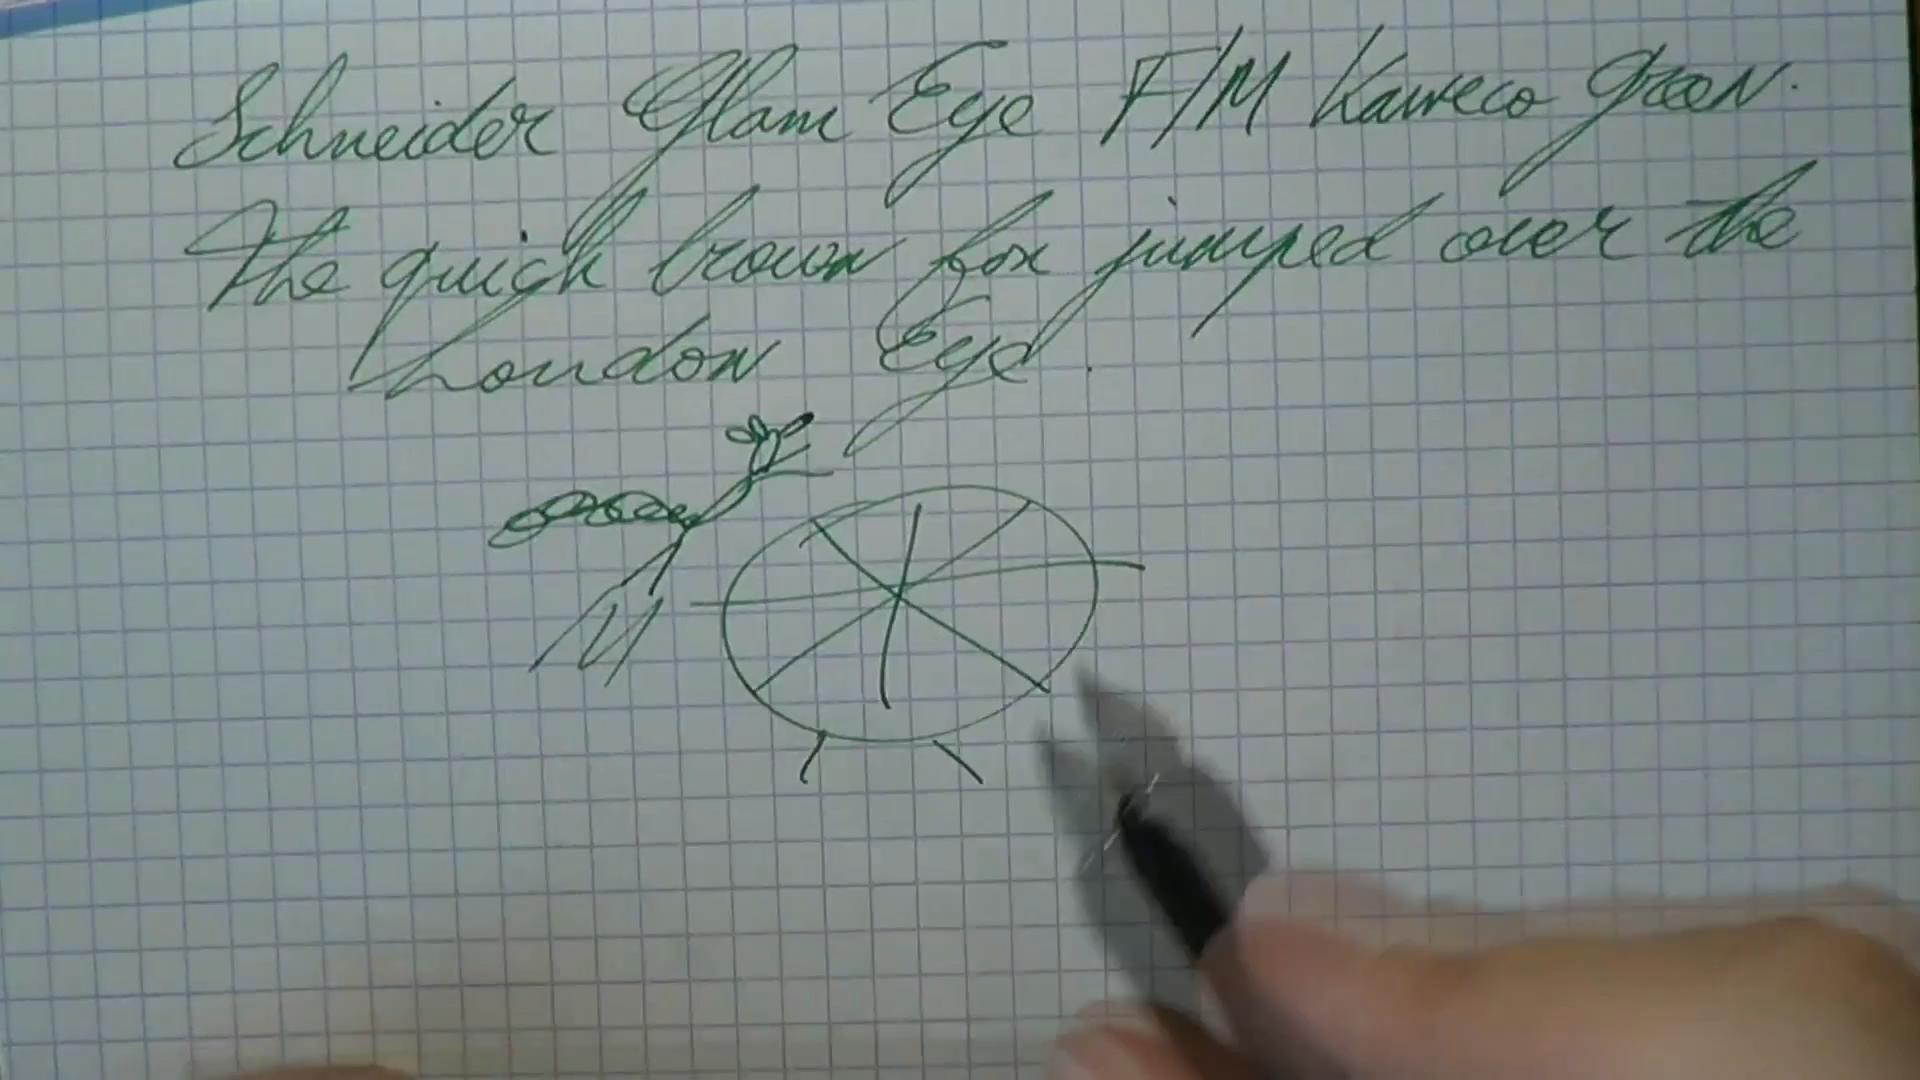 Schneider Glam Eye F/M Kaweco Green.
The quick brown fox jumped over the
London Eye.